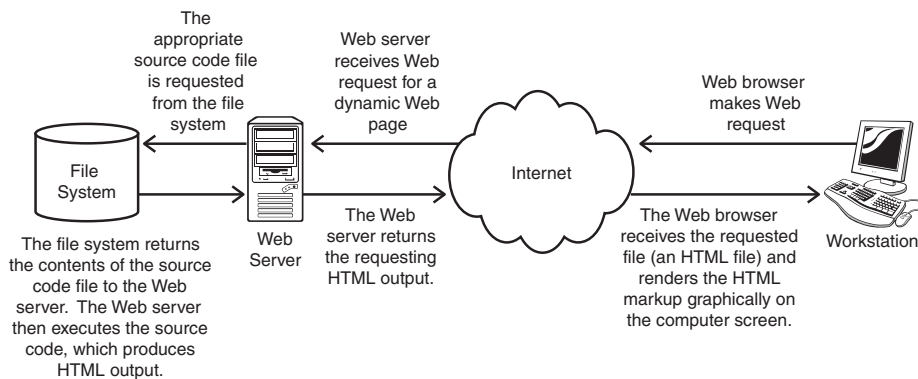 The
appropriate
source code file
is requested
from the file
system
Web server
receives Web
request for a
dynamic Web
page
Web browser
makes Web
request
File
System
Internet
Web
Server
Workstation
The file system returns
the contents of the source
code file to the Web
server. The Web server
then executes the source
code, which produces
HTML output.
The Web
server returns
the requesting
HTML output.
The Web browser
receives the requested
file (an HTML file) and
renders the HTML
markup graphically on
the computer screen.